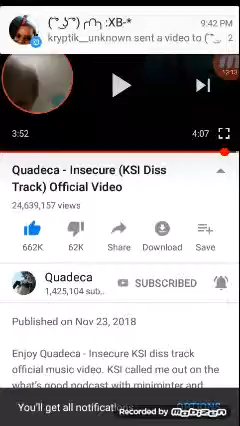 ( ͡° ͜ʖ ͡°) ╭∩╮ :XB-*
9:42 PM
kryptik__unknown sent a video to ( ͡° ͜ʖ 2
3:52
4:07
Quadeca - Insecure (KSI Diss
Track) Official Video
24,639,157 views
662K
62K
Share
Download
Save
Quadeca
1,425,104 sub..
SUBSCRIBED
Published on Nov 23, 2018
Enjoy Quadeca - Insecure KSI diss track
official music video. KSI called me out on the
what's good podcast with miniminter and
You'll get all notifications
OPTIONS
Recorded by MOBIZEN